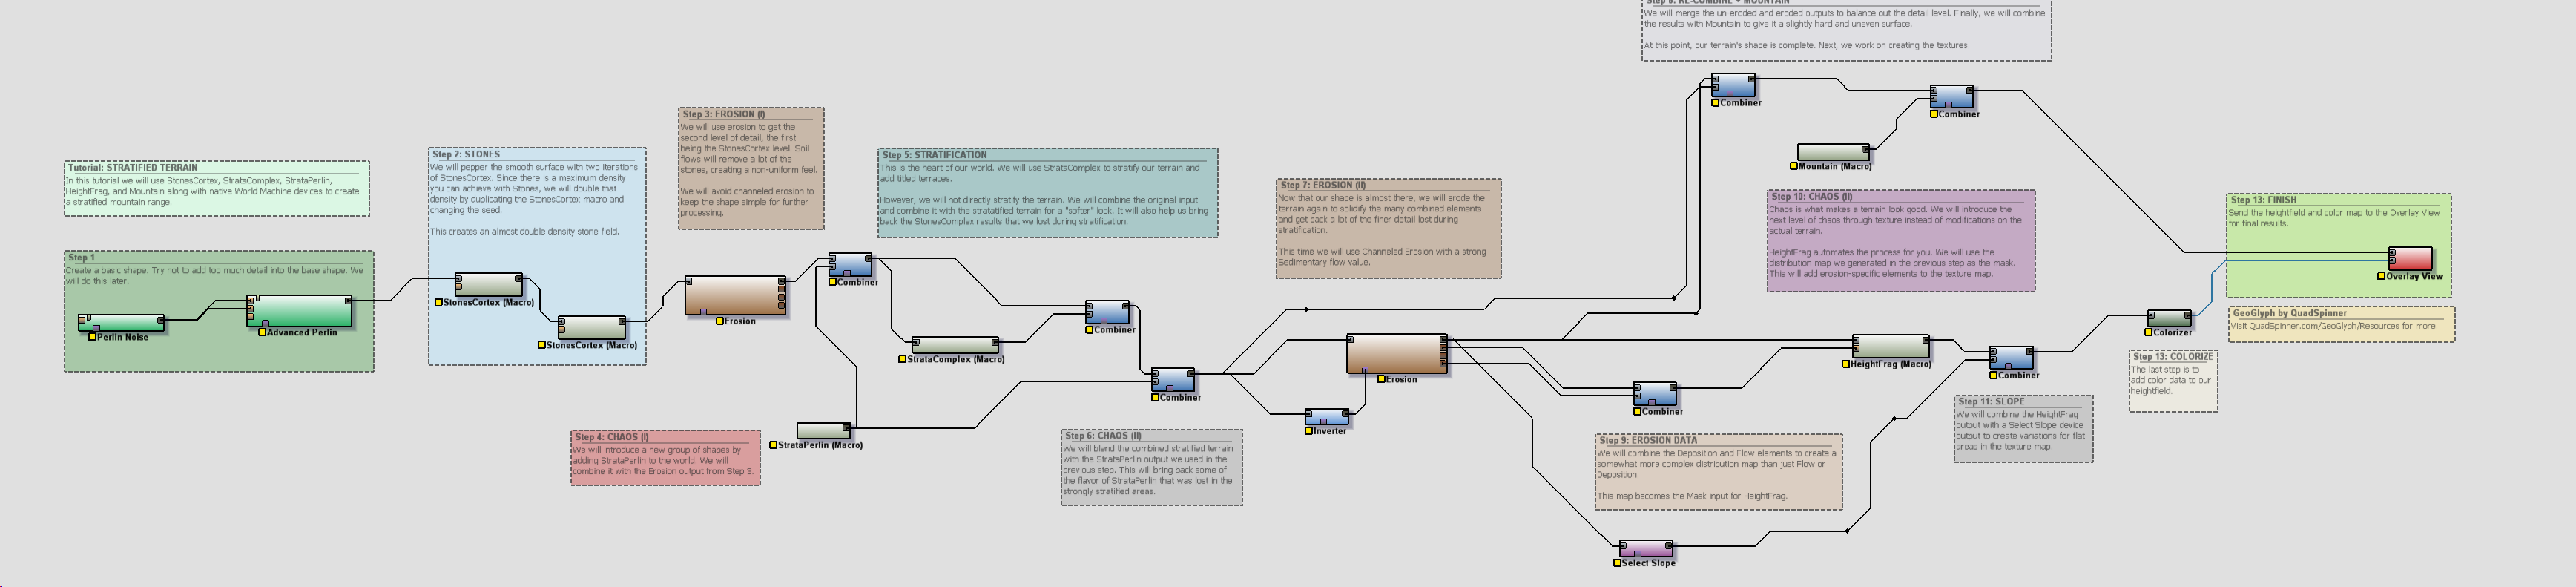 Tutorial: STRATIFIED TERRAIN
In this tutorial we will use StonesCortex, StrataComplex, StrataPerlin,
HeightFrag, and Mountain along with native World Machine devices to create
a stratified mountain range.
Step 1
Create a basic shape. Try not to add too much detail into the base shape. We
will do this later.
Perlin Noise
Advanced Perlin
Step 2: STONES
We will pepper the smooth surface with two iterations
of StonesCortex. Since there is a maximum density
you can achieve with Stones, we will double that
density by duplicating the StonesCortex macro and
changing the seed.
This creates an almost double density stone field.
StonesCortex (Macro)
StonesCortex (Macro)
Step 3: EROSION (I)
We will use erosion to get the
second level of detail, the first
being the StonesCortex level. Soil
flows will remove a lot of the
stones, creating a non-uniform feel.
We will avoid channeled erosion to
keep the shape simple for further
processing.
Erosion
Step 4: CHAOS (I)
We will introduce a new group of shapes by
adding StrataPerlin to the world. We will
combine it with the Erosion output from Step 3.
StrataPerlin (Macro)
Combiner
Step 5: STRATIFICATION
This is the heart of our world. We will use StrataComplex to stratify our terrain and
add titled terraces.
However, we will not directly stratify the terrain. We will combine the original input
and combine it with the stratatified terrain for a "softer" look. It will also help us bring
back the StonesComplex results that we lost during stratification.
StrataComplex (Macro)
Combiner
Combiner
Step 6: CHAOS (II)
We will blend the combined stratified terrain
with the StrataPerlin output we used in the
previous step. This will bring back some of
the flavor of StrataPerlin that was lost in the
strongly stratified areas.
Step 7: EROSION (II)
Now that our shape is almost there, we will erode the
terrain again to solidify the many combined elements
and get back a lot of the finer detail lost during
stratification.
This time we will use Channeled Erosion with a strong
Sedimentary flow value.
Erosion
Inverter
Step 8: RE-COMBINE + MOUNTAIN
We will merge the un-eroded and eroded outputs to balance out the detail level. Finally, we will combine
the results with Mountain to give it a slightly hard and uneven surface.
At this point, our terrain's shape is complete. Next, we work on creating the textures.
Combiner
Combiner
Mountain (Macro)
Step 9: EROSION DATA
We will combine the Deposition and Flow elements to create a
somewhat more complex distribution map than just Flow or
Deposition.
This map becomes the Mask input for HeightFrag.
Combiner
Select Slope
Step 10: CHAOS (II)
Chaos is what makes a terrain look good. We will introduce the
next level of chaos through texture instead of modifications on the
actual terrain.
HeightFrag automates the process for you. We will use the
distribution map we generated in the previous step as the mask.
This will add erosion-specific elements to the texture map.
HeightFrag (Macro)
Combiner
Step 11: SLOPE
We will combine the HeightFrag
output with a Select Slope device
output to create variations for flat
areas in the texture map.
Colorizer
Step 13: COLORIZE
The last step is to
add color data to our
heightfield.
Step 13: FINISH
Send the heightfield and color map to the Overlay View
for final results.
Overlay View
GeoGlyph by QuadSpinner
Visit QuadSpinner.com/GeoGlyph/Resources for more.